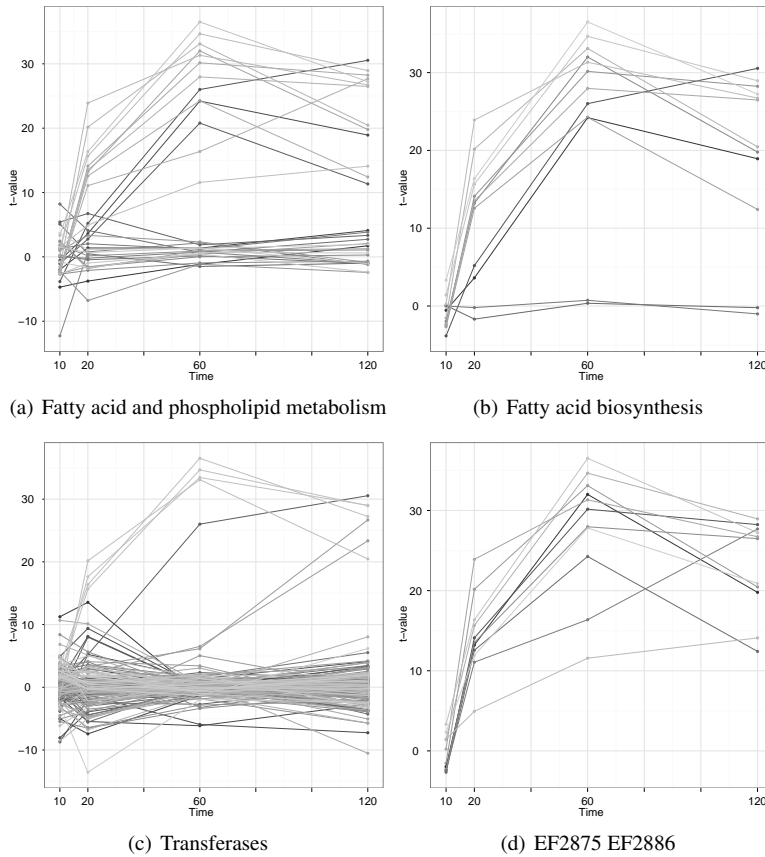 30
20
10
0
−10
t−value
10 20 60 120
Time
(a) Fatty acid and phospholipid metabolism
30
20
10
0
t−value
10 20 60 120
Time
(b) Fatty acid biosynthesis
30
20
10
0
−10
t−value
10 20 60 120
Time
(c) Transferases
30
20
10
0
t−value
10 20 60 120
Time
(d) EF2875 EF2886